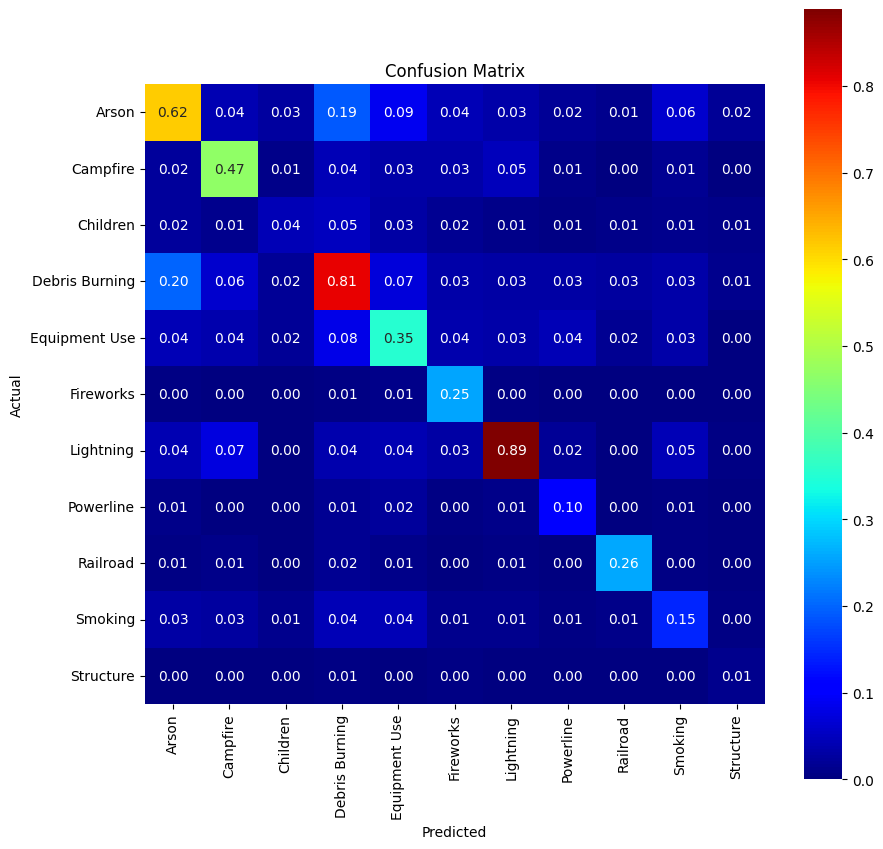 Confusion Matrix
Arson 0.62 0.04 0.03 0.19 0.09 0.04 0.03 0.02 0.01 0.06 0.02
Campfire 0.02 0.47 0.01 0.04 0.03 0.03 0.05 0.01 0.00 0.01 0.00
Children 0.02 0.01 0.04 0.05 0.03 0.02 0.01 0.01 0.01 0.01 0.01
Debris Burning 0.20 0.06 0.02 0.81 0.07 0.03 0.03 0.03 0.03 0.03 0.01
Equipment Use 0.04 0.04 0.02 0.08 0.35 0.04 0.03 0.04 0.02 0.03 0.00
Fireworks 0.00 0.00 0.00 0.01 0.01 0.25 0.00 0.00 0.00 0.00 0.00
Lightning 0.04 0.07 0.00 0.04 0.04 0.03 0.89 0.02 0.00 0.05 0.00
Powerline 0.01 0.00 0.00 0.01 0.02 0.00 0.01 0.10 0.00 0.01 0.00
Railroad 0.01 0.01 0.00 0.02 0.01 0.00 0.01 0.00 0.26 0.00 0.00
Smoking 0.03 0.03 0.01 0.04 0.04 0.01 0.01 0.01 0.01 0.15 0.00
Structure 0.00 0.00 0.00 0.01 0.00 0.00 0.00 0.00 0.00 0.00 0.01
Actual
Arson Campfire Children Debris Burning Equipment Use Fireworks Lightning Powerline Railroad Smoking Structure
Predicted
0.8
0.7
0.6
0.5
0.4
0.3
0.2
0.1
0.0